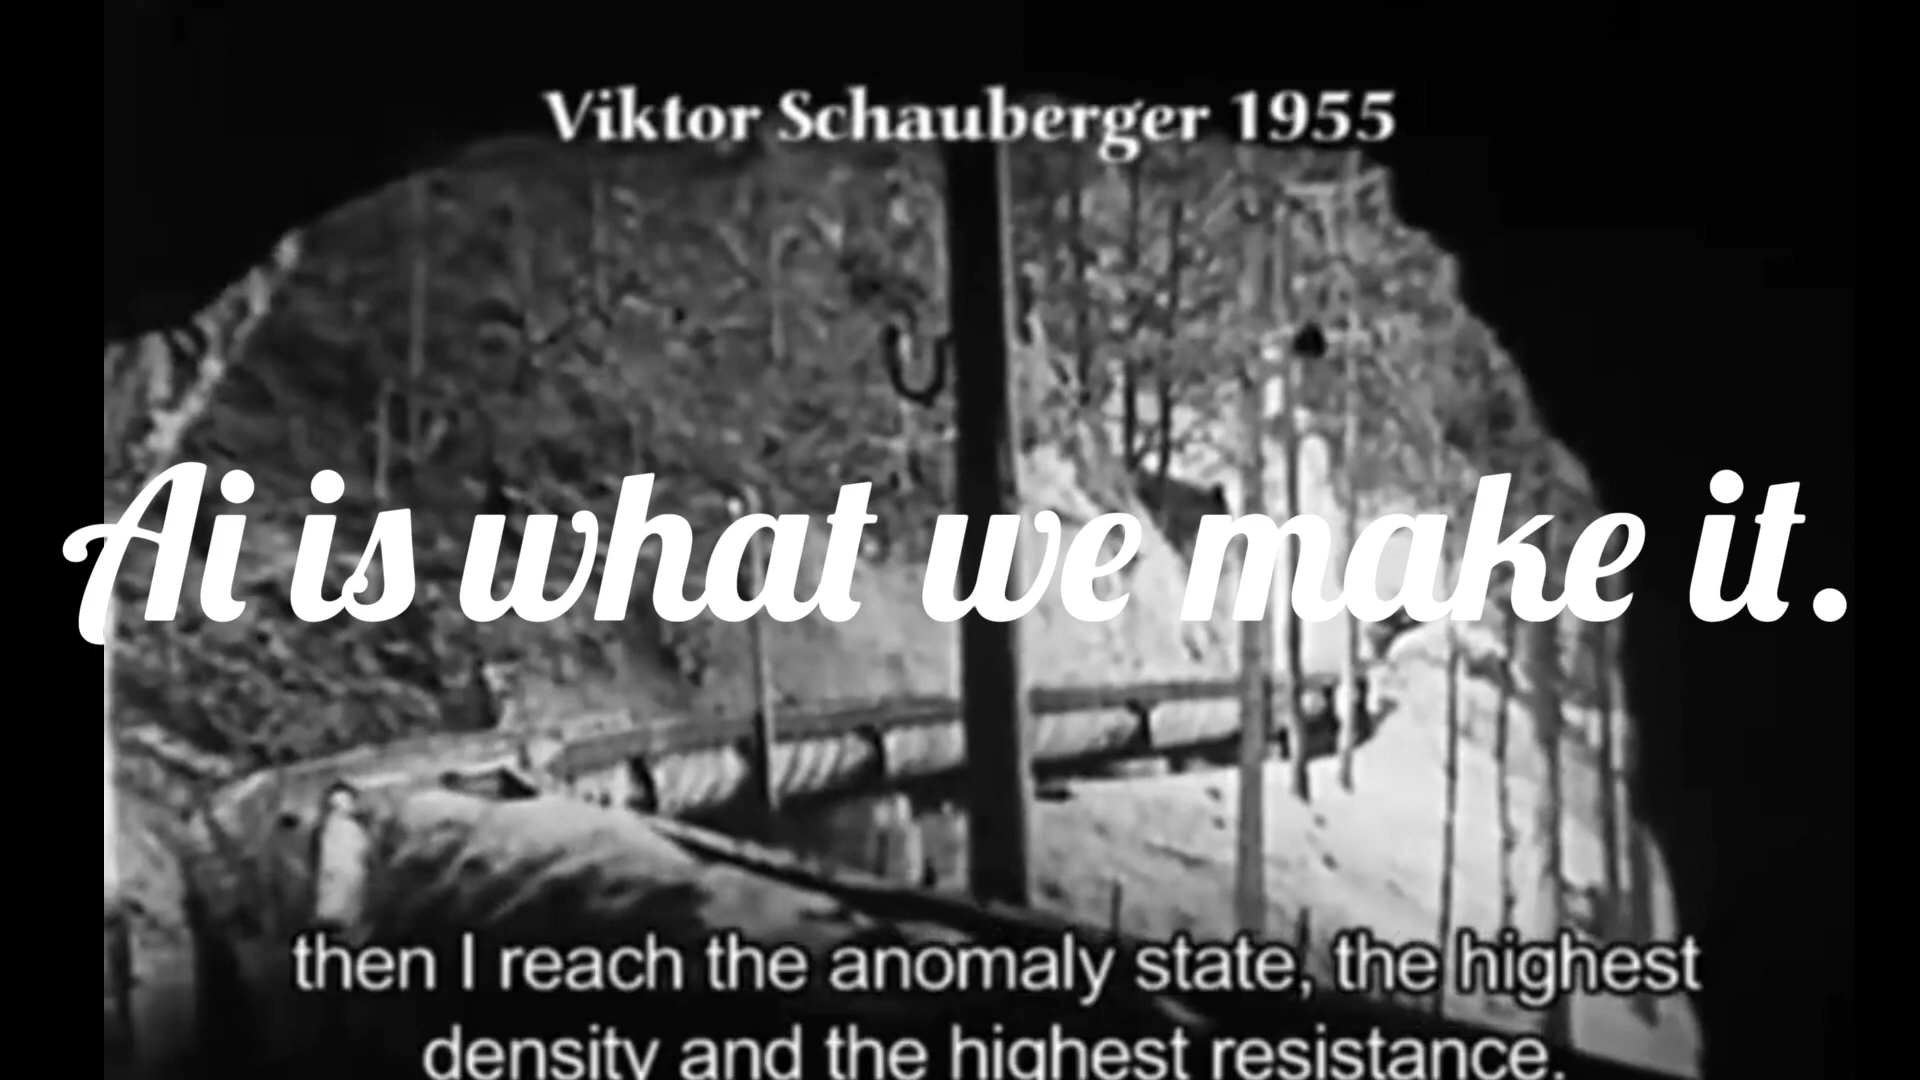 Viktor Schauberger 1955
Ai is what we make it.
then I reach the anomaly state, the highest
density and the highest resistance.